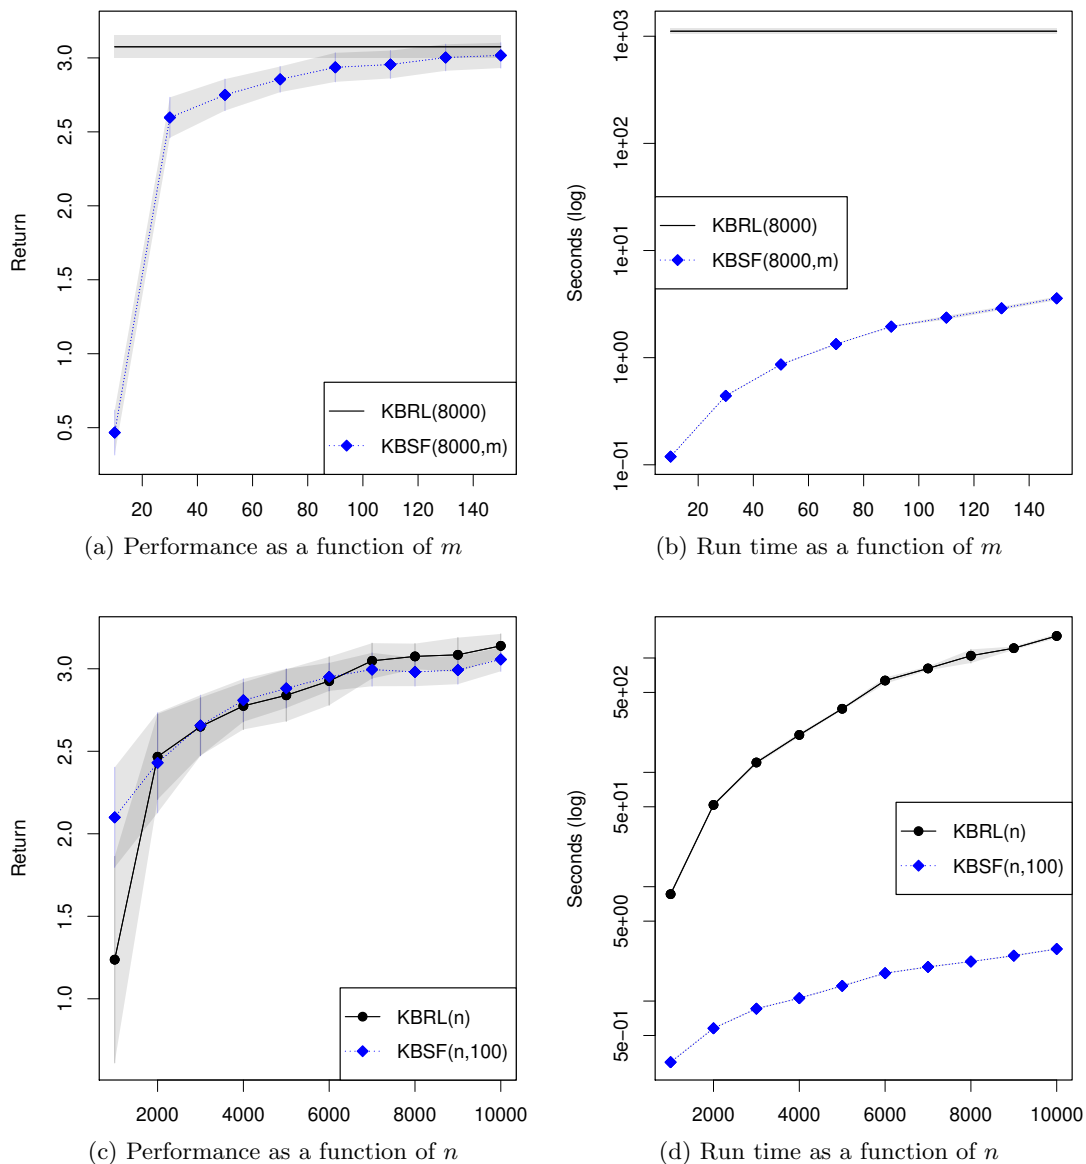 Return
0.5 1.0 1.5 2.0 2.5 3.0
KBRL(8000)
KBSF(8000,m)
20 40 60 80 100 120 140
(a) Performance as a function of m
Seconds (log)
1e−01 1e+00 1e+01 1e+02 1e+03
KBRL(8000)
KBSF(8000,m)
20 40 60 80 100 120 140
(b) Run time as a function of m
Return
1.0 1.5 2.0 2.5 3.0
KBRL(n)
KBSF(n,100)
2000 4000 6000 8000 10000
(c) Performance as a function of n
Seconds (log)
5e−01 5e+00 5e+01 5e+02
KBRL(n)
KBSF(n,100)
2000 4000 6000 8000 10000
(d) Run time as a function of n